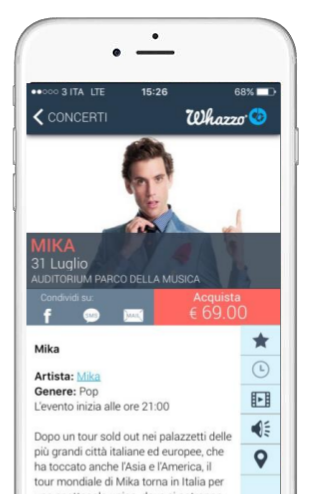 3 ITA LTE 15:26 68%
CONCERTI
Whazzo
MIKA
31 Luglio
AUDITORIUM PARCO DELLA MUSICA
Condividi su:
f SMS MAIL
Acquista
€ 69.00
Mika
Artista: Mika
Genere: Pop
L'evento inizia alle ore 21:00
Dopo un tour sold out nei palazzetti delle
più grandi città italiane ed europee, che
ha toccato anche l'Asia e l'America, il
tour mondiale di Mika torna in Italia per